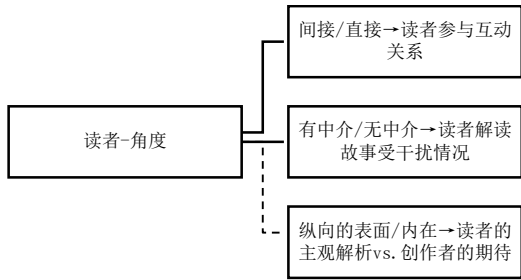 间接/直接→读者参与互动
关系
读者-角度
有中介/无中介→读者解读
故事受干扰情况
纵向的表面/内在→读者的
主观解析vs.创作者的期待